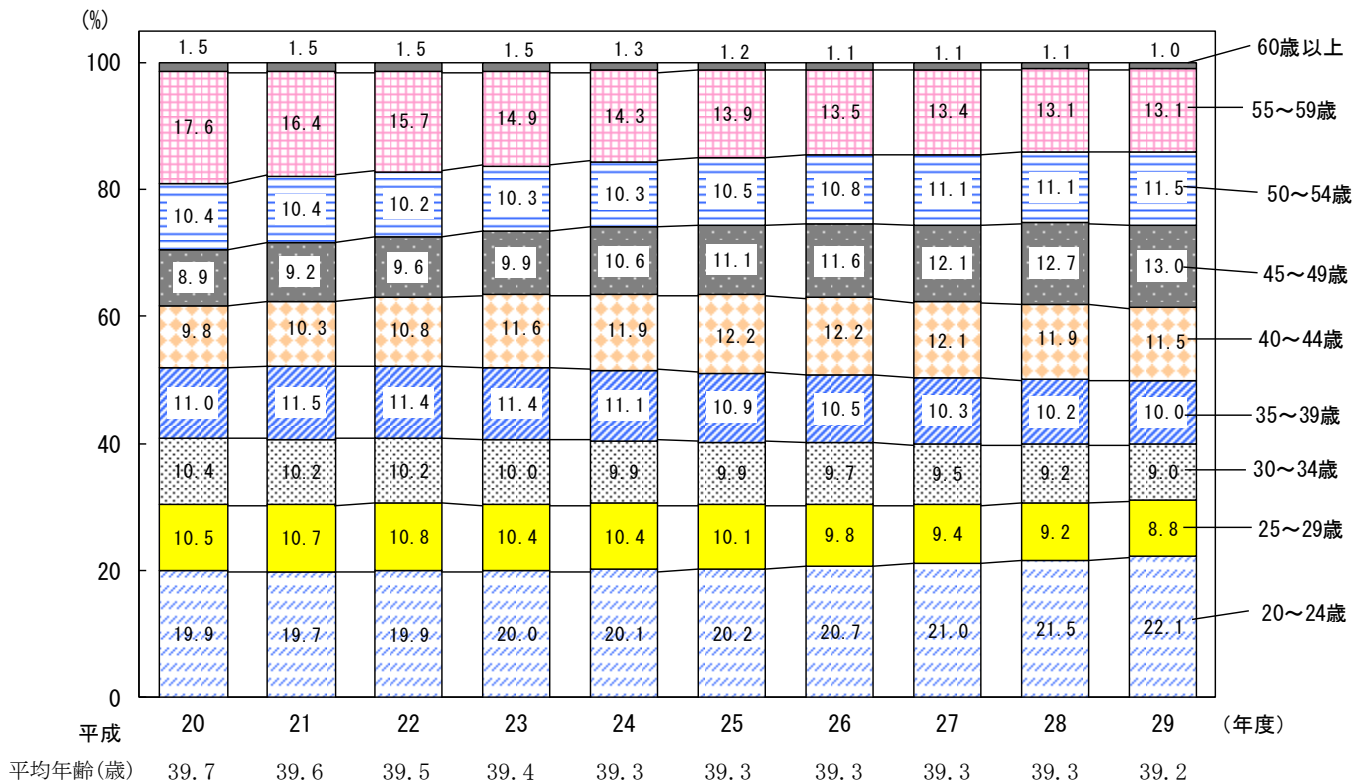 (%)
1.5 1.5 1.5 1.5 1.3 1.2 1.1 1.1 1.1 1.0 60歳以上
100
17.6 16.4 15.7 14.9 14.3 13.9 13.5 13.4 13.1 13.1 55～59歳
80
10.4 10.4 10.2 10.3 10.3 10.5 10.8 11.1 11.1 11.5 50～54歳
8.9 9.2 9.6 9.9 10.6 11.1 11.6 12.1 12.7 13.0 45～49歳
60
9.8 10.3 10.8 11.6 11.9 12.2 12.2 12.1 11.9 11.5 40～44歳
11.0 11.5 11.4 11.4 11.1 10.9 10.5 10.3 10.2 10.0 35～39歳
40
10.4 10.2 10.2 10.0 9.9 9.9 9.7 9.5 9.2 9.0 30～34歳
10.5 10.7 10.8 10.4 10.4 10.1 9.8 9.4 9.2 8.8 25～29歳
20
19.9 19.7 19.9 20.0 20.1 20.2 20.7 21.0 21.5 22.1 20～24歳
0
平成 20 21 22 23 24 25 26 27 28 29 (年度)
平均年齢(歳) 39.7 39.6 39.5 39.4 39.3 39.3 39.3 39.3 39.3 39.2